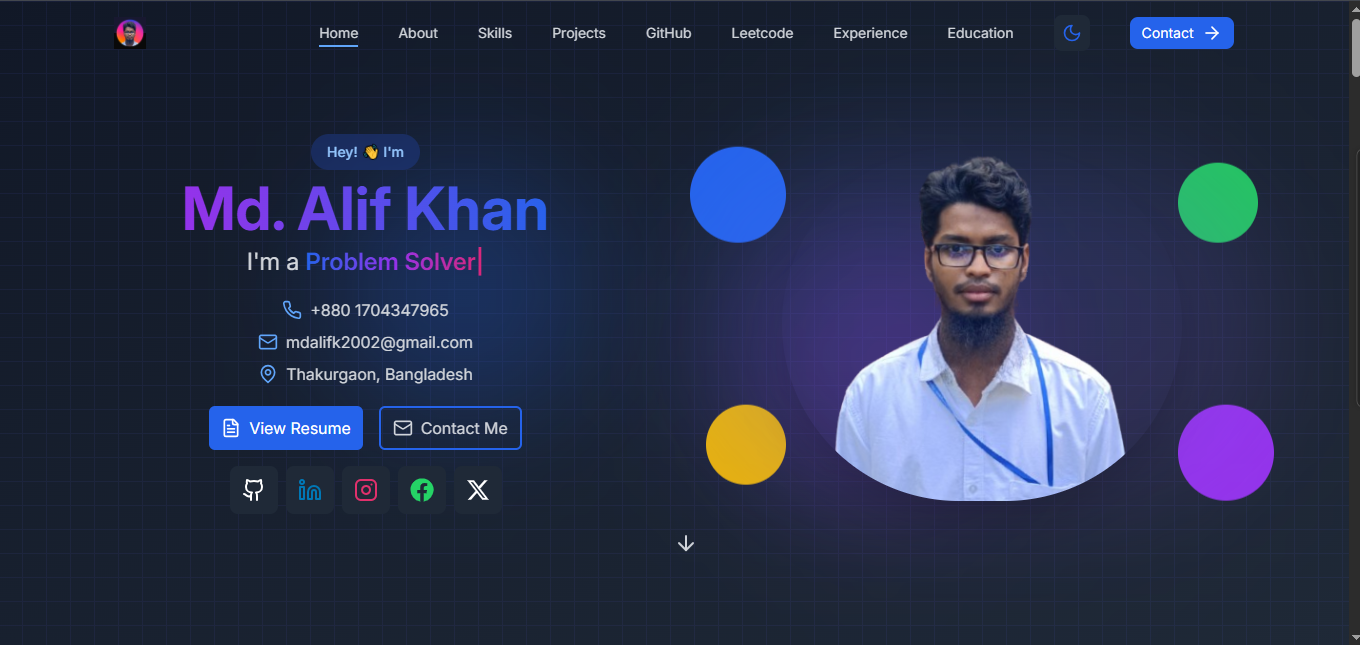 Home About Skills Projects GitHub Leetcode Experience Education Contact
Hey! 👋 I'm
Md. Alif Khan
I'm a Problem Solver
+880 1704347965
mdalifk2002@gmail.com
Thakurgaon, Bangladesh
View Resume Contact Me